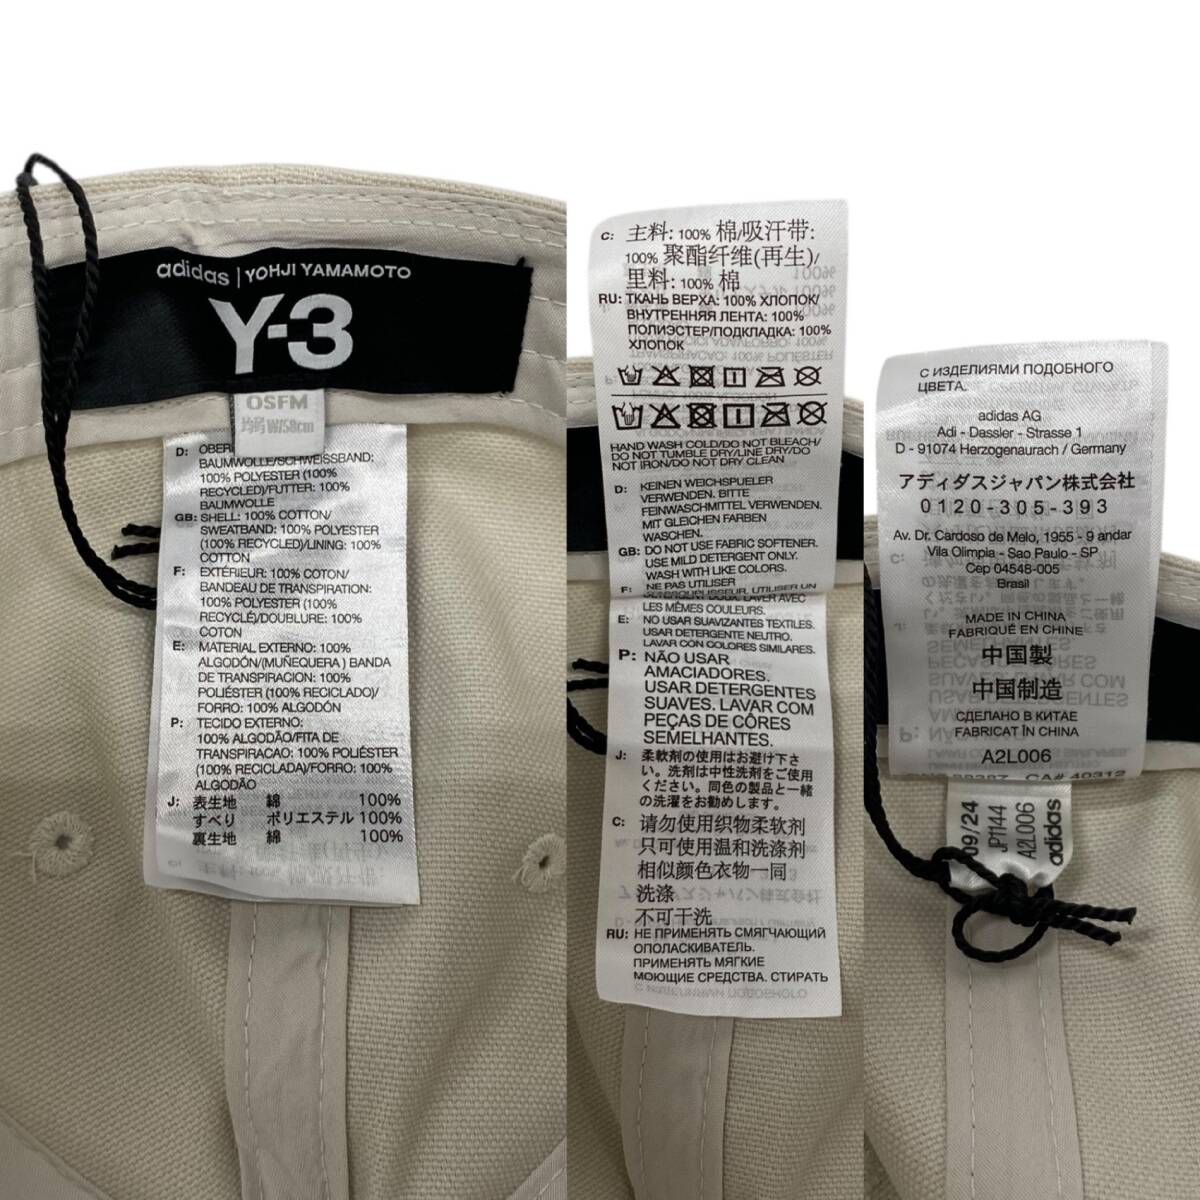 adidas | YOHJI YAMAMOTO
Y-3
OSFM
均码 W/58cm
D: OBER
BAUMWOLLE/SCHWEISSBAND:
100% POLYESTER (100%
RECYCLED)/FUTTER: 100%
BAUMWOLLE
GB: SHELL: 100% COTTON/
SWEATBAND: 100% POLYESTER
(100% RECYCLED)/LINING: 100%
COTTON
F: EXTÉRIEUR: 100% COTON/
BANDEAU DE TRANSPIRATION:
100% POLYESTER (100%
RECYCLÉ)/DOUBLURE: 100%
COTON
E: MATERIAL EXTERNO: 100%
ALGODÓN/(MUÑEQUERA ) BANDA
DE TRANSPIRACION: 100%
POLIÉSTER (100% RECICLADO)/
FORRO: 100% ALGODÓN
P: TECIDO EXTERNO:
100% ALGODÃO/FITA DE
TRANSPIRACAO: 100% POLIÉSTER
(100% RECICLADA)/FORRO: 100%
ALGODÃO
J: 表生地 綿 100%
すべり ポリエステル 100%
裏生地 綿 100%
C: 主料: 100% 棉/吸汗带:
100% 聚酯纤维(再生)/
里料: 100% 棉
RU: ТКАНЬ ВЕРХА: 100% ХЛОПОК/
ВНУТРЕННЯЯ ЛЕНТА: 100%
ПОЛИЭСТЕР/ПОДКЛАДКА: 100%
ХЛОПОК
HAND WASH COLD/DO NOT BLEACH/
DO NOT TUMBLE DRY/LINE DRY/DO
NOT IRON/DO NOT DRY CLEAN
D: KEINEN WEICHSPUELER
VERWENDEN. BITTE
FEINWASCHMITTEL VERWENDEN.
MIT GLEICHEN FARBEN
WASCHEN.
GB: DO NOT USE FABRIC SOFTENER.
USE MILD DETERGENT ONLY.
WASH WITH LIKE COLORS.
F: NE PAS UTILISER
LES MÊMES COULEURS.
E: NO USAR SUAVIZANTES TEXTILES.
USAR DETERGENTE NEUTRO.
LAVAR CON COLORES SIMILARES.
P: NÃO USAR
AMACIADORES.
USAR DETERGENTES
SUAVES. LAVAR COM
PEÇAS DE CÔRES
SEMELHANTES.
J: 柔軟剤の使用はお避け下さ
い。洗剤は中性洗剤をご使用
ください。同色の製品と一緒
の洗濯をお勧めします。
C: 请勿使用织物柔软剂
只可使用温和洗涤剂
相似颜色衣物一同
洗涤
不可干洗
RU: НЕ ПРИМЕНЯТЬ СМЯГЧАЮЩИЙ
ОПОЛАСКИВАТЕЛЬ.
ПРИМЕНЯТЬ МЯГКИЕ
МОЮЩИЕ СРЕДСТВА. СТИРАТЬ
С ИЗДЕЛИЯМИ ПОДОБНОГО
ЦВЕТА.
adidas AG
Adi - Dassler - Strasse 1
D - 91074 Herzogenaurach / Germany
アディダスジャパン株式会社
0120-305-393
Av. Dr. Cardoso de Melo, 1955 - 9 andar
Vila Olimpia - Sao Paulo - SP
Cep 04548-005
Brasil
MADE IN CHINA
FABRIQUÉ EN CHINE
中国製
中国制造
СДЕЛАНО В КИТАЕ
FABRICAT ÎN CHINA
A2L006
CA# 40312
09/24
JP1144
A2L006
adidas